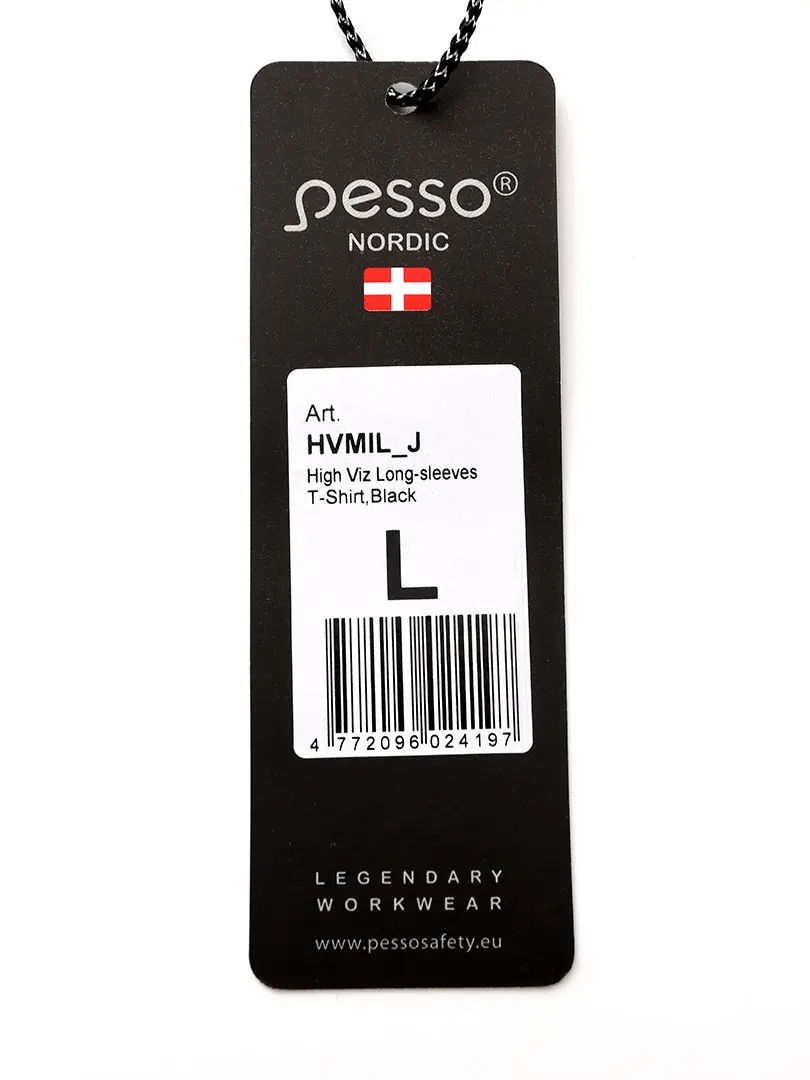 pesso®
NORDIC
Art.
HVMIL_J
High Viz Long-sleeves
T-Shirt,Black
L
4 772096 024197
LEGENDARY
WORKWEAR
www.pessosafety.eu